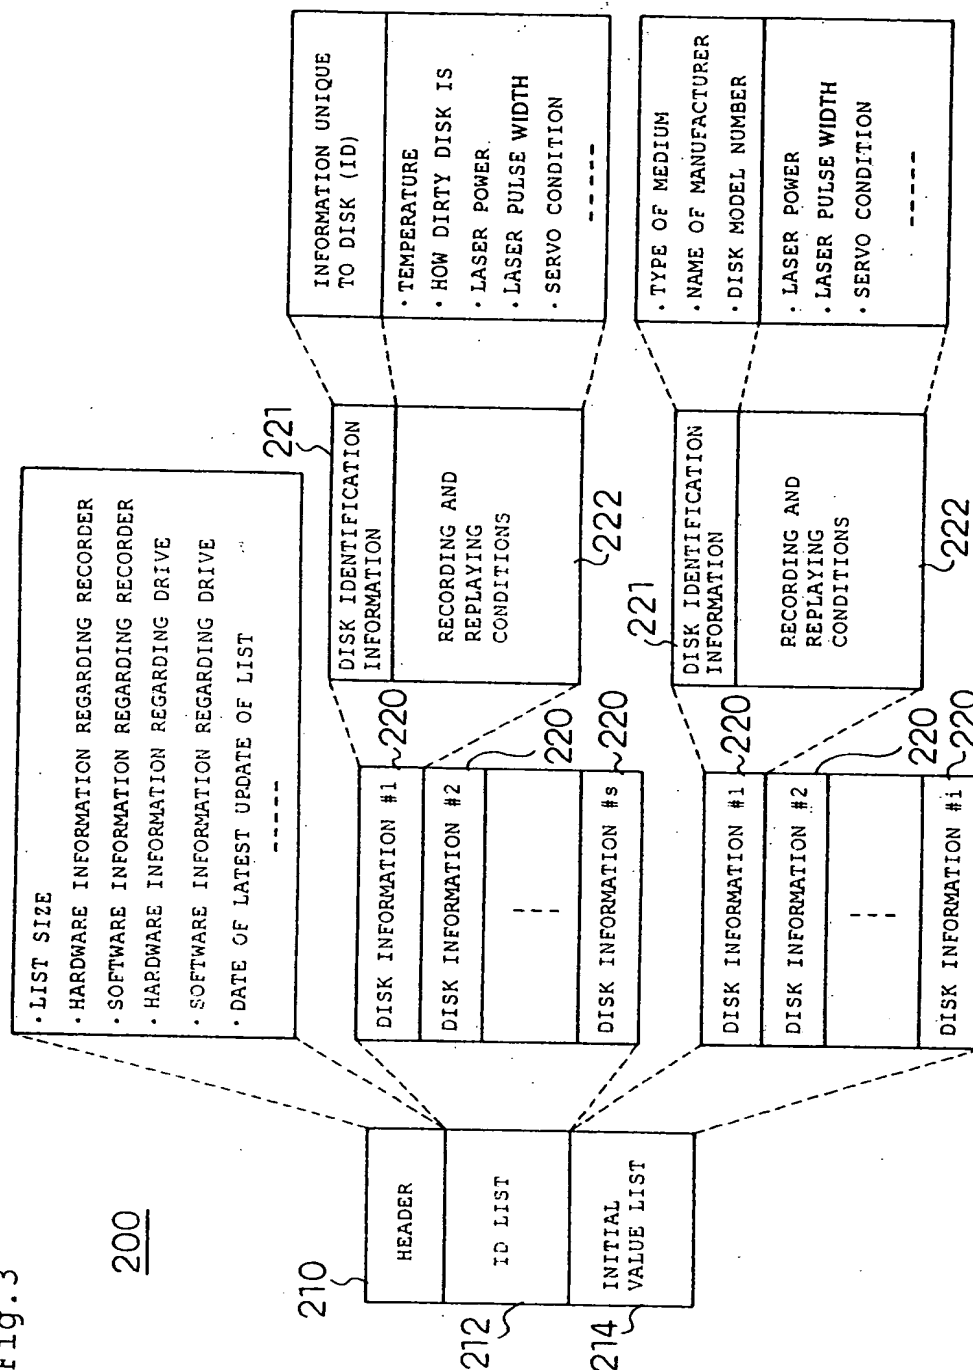 Fig.3
200
210
HEADER
212
ID LIST
214
INITIAL
VALUE LIST
· LIST SIZE
· HARDWARE INFORMATION REGARDING RECORDER
· SOFTWARE INFORMATION REGARDING RECORDER
· HARDWARE INFORMATION REGARDING DRIVE
· SOFTWARE INFORMATION REGARDING DRIVE
· DATE OF LATEST UPDATE OF LIST
-----
DISK INFORMATION #1
220
DISK INFORMATION #2
220
---
DISK INFORMATION #s
220
221
DISK IDENTIFICATION
INFORMATION
RECORDING AND
REPLAYING
CONDITIONS
222
INFORMATION UNIQUE
TO DISK (ID)
· TEMPERATURE
· HOW DIRTY DISK IS
· LASER POWER
· LASER PULSE WIDTH
· SERVO CONDITION
-----
DISK INFORMATION #1
220
DISK INFORMATION #2
220
---
DISK INFORMATION #i
220
221
DISK IDENTIFICATION
INFORMATION
RECORDING AND
REPLAYING
CONDITIONS
222
· TYPE OF MEDIUM
· NAME OF MANUFACTURER
· DISK MODEL NUMBER
· LASER POWER
· LASER PULSE WIDTH
· SERVO CONDITION
-----